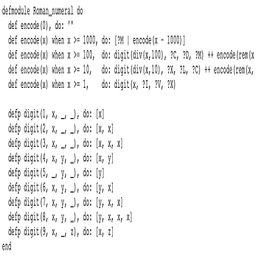 defmodule Roman_numeral do
def encode(0), do: ""
def encode(x) when x >= 1000, do: [?M | encode(x - 1000)]
def encode(x) when x >= 100, do: digit(div(x,100), ?C, ?D, ?M) ++ encode(rem(x
def encode(x) when x >= 10, do: digit(div(x,10), ?X, ?L, ?C) ++ encode(rem(x,
def encode(x) when x >= 1, do: digit(x, ?I, ?V, ?X)
defp digit(1, x, _, _), do: [x]
defp digit(2, x, _, _), do: [x, x]
defp digit(3, x, _, _), do: [x, x, x]
defp digit(4, x, y, _), do: [x, y]
defp digit(5, _, y, _), do: [y]
defp digit(6, x, y, _), do: [y, x]
defp digit(7, x, y, _), do: [y, x, x]
defp digit(8, x, y, _), do: [y, x, x, x]
defp digit(9, x, _, z), do: [x, z]
end